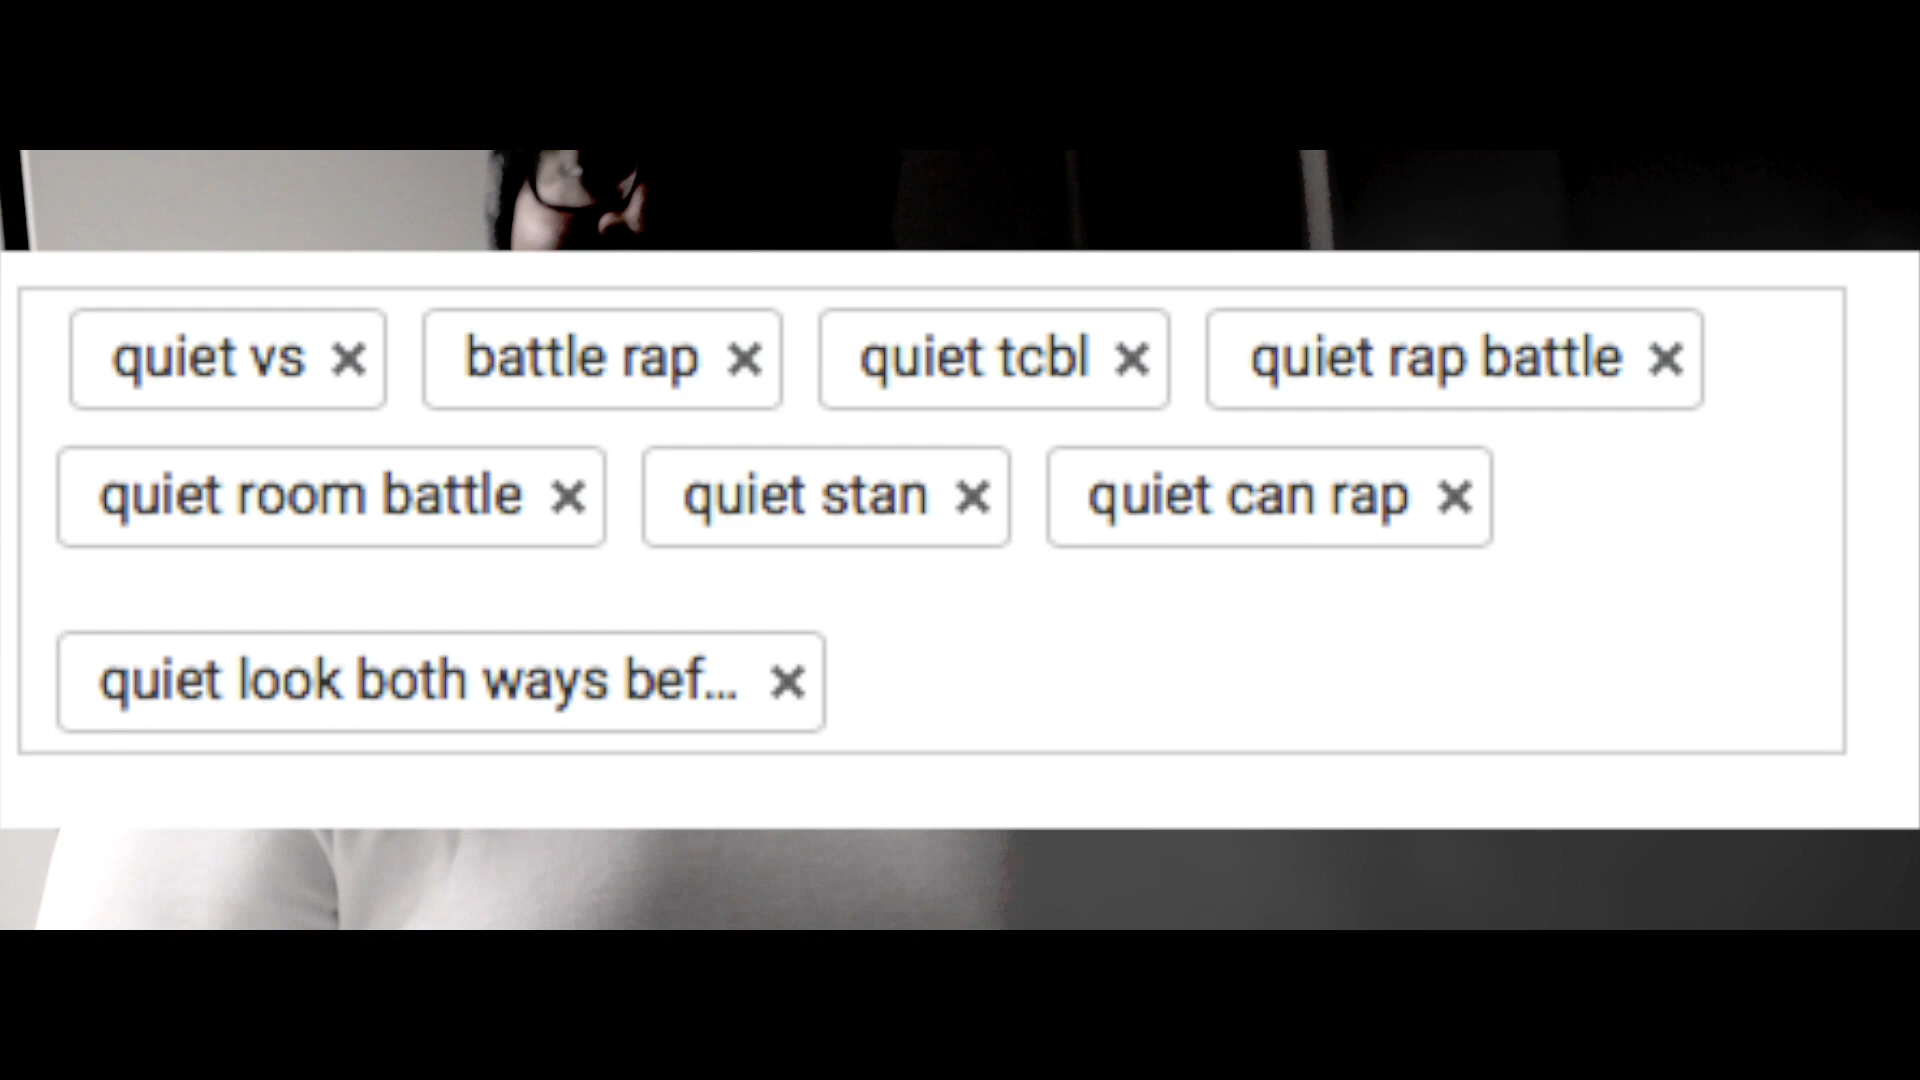 quiet vs × battle rap × quiet tcbl × quiet rap battle ×
quiet room battle × quiet stan × quiet can rap ×
quiet look both ways bef... ×